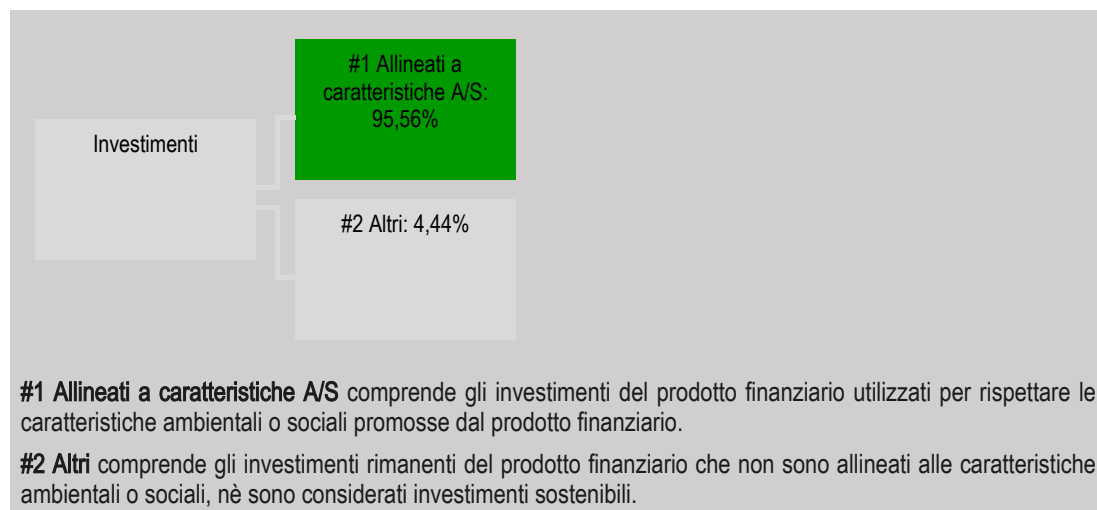 #1 Allineati a
caratteristiche A/S:
95,56%
Investimenti
#2 Altri: 4,44%
#1 Allineati a caratteristiche A/S comprende gli investimenti del prodotto finanziario utilizzati per rispettare le
caratteristiche ambientali o sociali promosse dal prodotto finanziario.
#2 Altri comprende gli investimenti rimanenti del prodotto finanziario che non sono allineati alle caratteristiche
ambientali o sociali, nè sono considerati investimenti sostenibili.